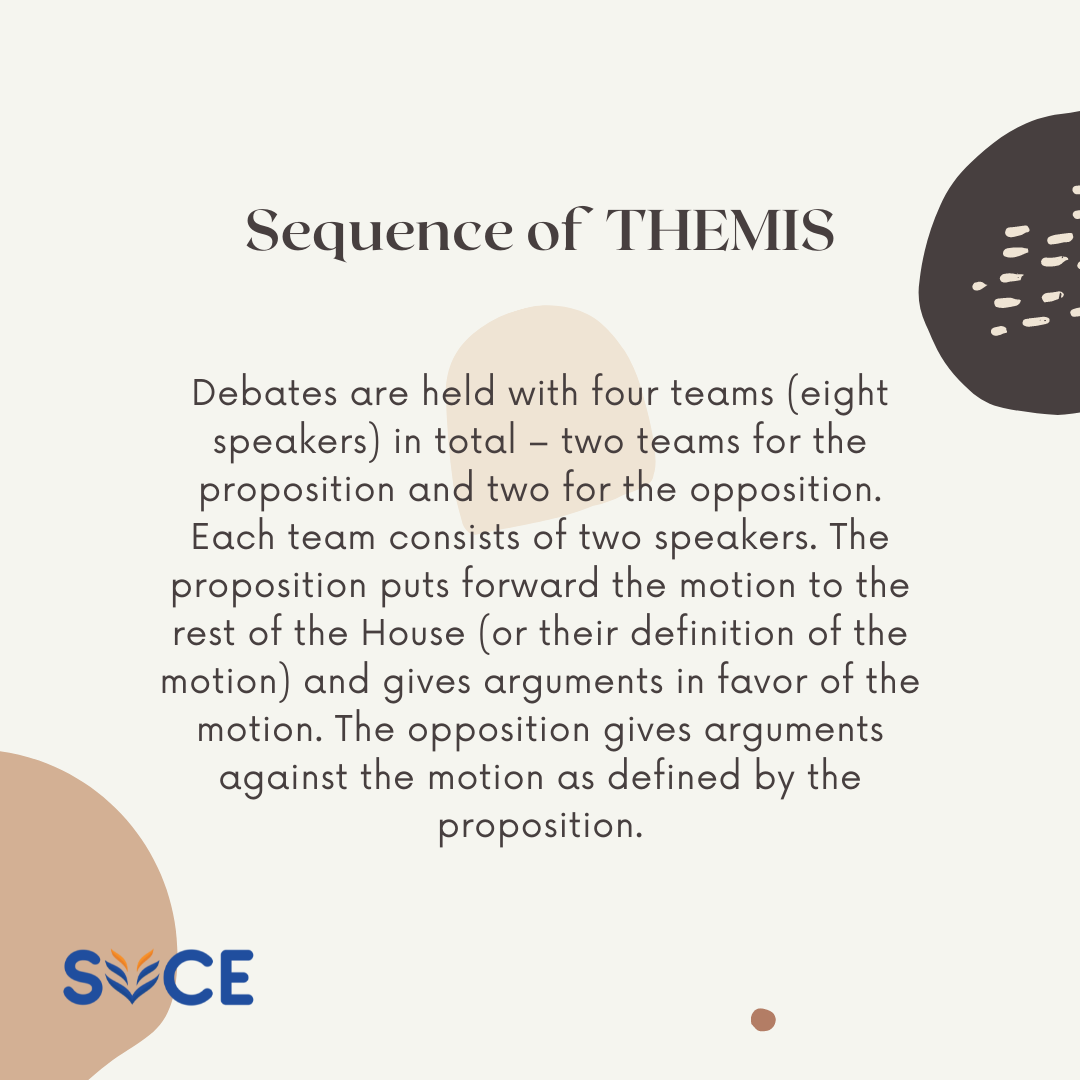 Sequence of THEMIS
Debates are held with four teams (eight
speakers) in total – two teams for the
proposition and two for the opposition.
Each team consists of two speakers. The
proposition puts forward the motion to the
rest of the House (or their definition of the
motion) and gives arguments in favor of the
motion. The opposition gives arguments
against the motion as defined by the
proposition.
SVCE